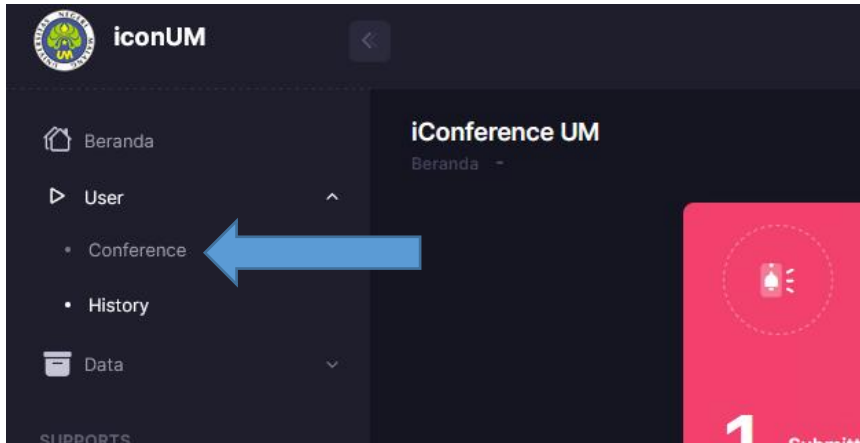 iconUM
Beranda
User
Conference
History
Data
SUPPORTS
iConference UM
Beranda -
1